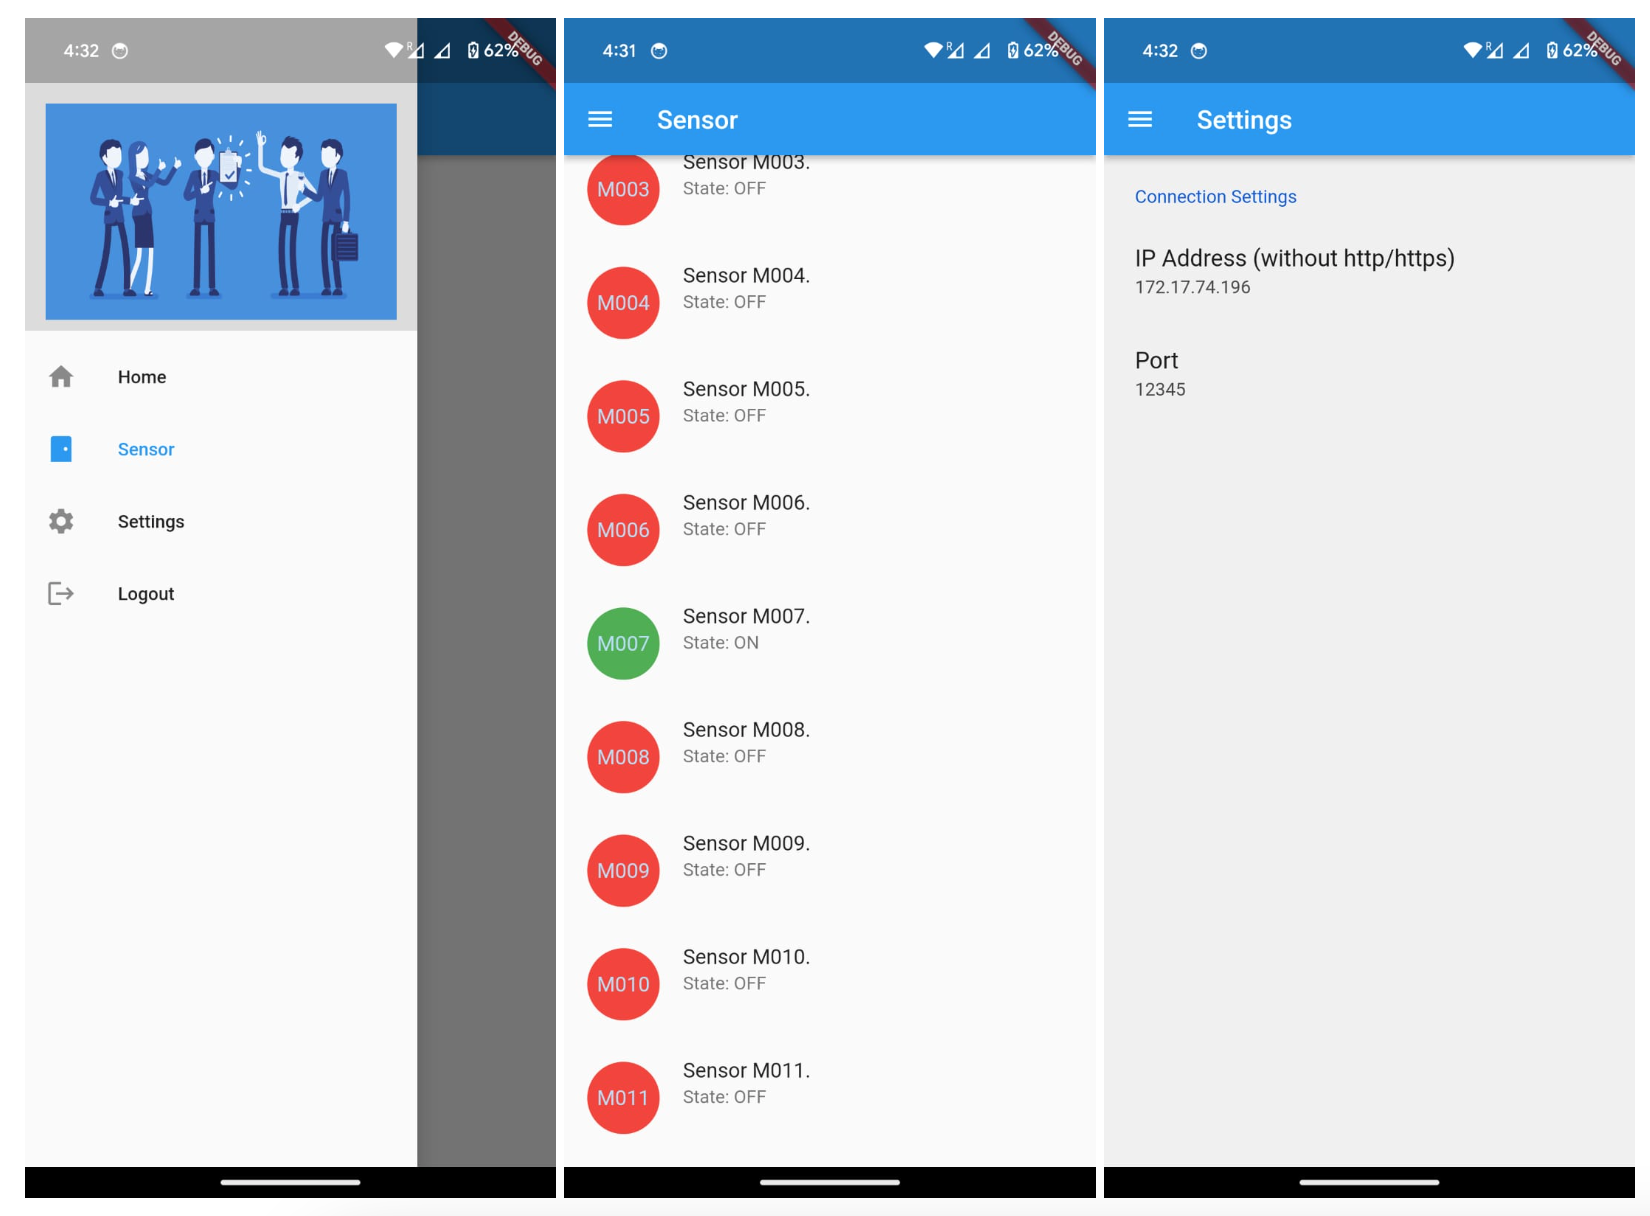 4:32
R
62%
DEBUG
Home
Sensor
Settings
Logout
4:31
R
62%
DEBUG
Sensor
M003
Sensor M003.
State: OFF
M004
Sensor M004.
State: OFF
M005
Sensor M005.
State: OFF
M006
Sensor M006.
State: OFF
M007
Sensor M007.
State: ON
M008
Sensor M008.
State: OFF
M009
Sensor M009.
State: OFF
M010
Sensor M010.
State: OFF
M011
Sensor M011.
State: OFF
4:32
R
62%
DEBUG
Settings
Connection Settings
IP Address (without http/https)
172.17.74.196
Port
12345